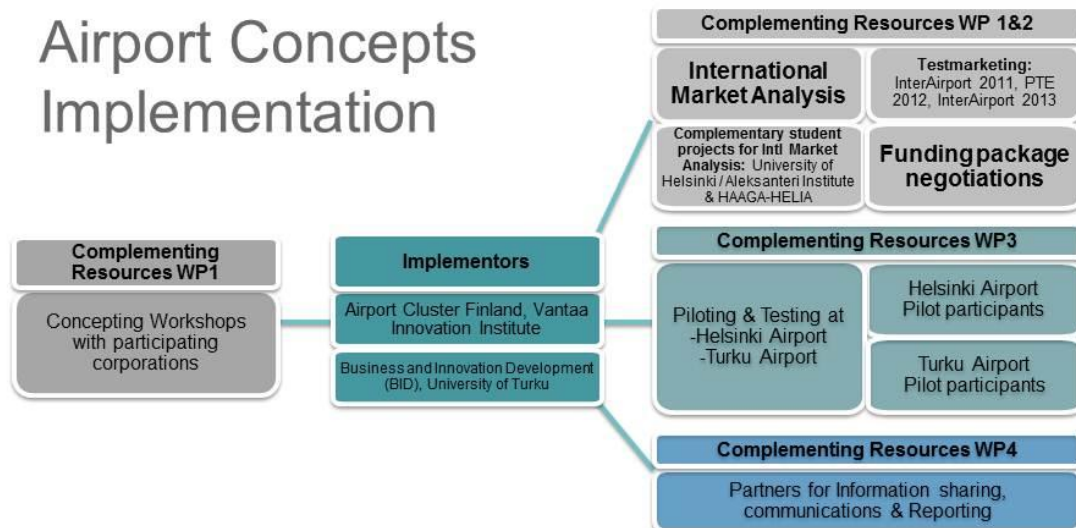 Airport Concepts
Implementation
Complementing
Resources WP1
Concepting Workshops
with participating
corporations
Implementors
Airport Cluster Finland, Vantaa
Innovation Institute
Business and Innovation Development
(BID), University of Turku
Complementing Resources WP 1&2
International
Market Analysis
Testmarketing:
InterAirport 2011, PTE
2012, InterAirport 2013
Complementary student
projects for Intl Market
Analysis: University of
Helsinki / Aleksanteri Institute
& HAAGA-HELIA
Funding package
negotiations
Complementing Resources WP3
Piloting & Testing at
-Helsinki Airport
-Turku Airport
Helsinki Airport
Pilot participants
Turku Airport
Pilot participants
Complementing Resources WP4
Partners for Information sharing,
communications & Reporting